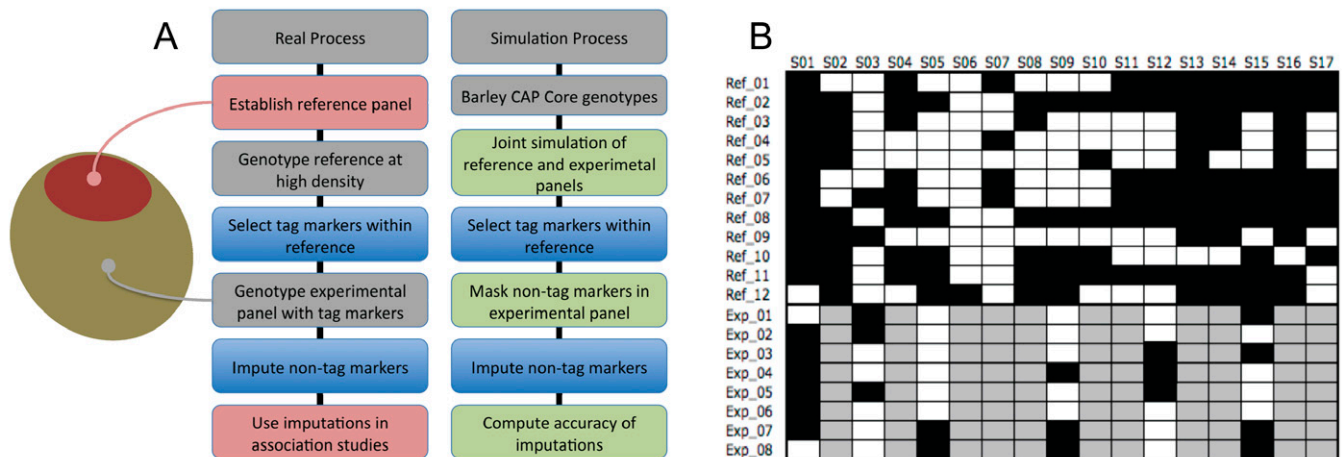 A
Real Process
Establish reference panel
Genotype reference at
high density
Select tag markers within
reference
Genotype experimental
panel with tag markers
Impute non-tag markers
Use imputations in
association studies
Simulation Process
Barley CAP Core genotypes
Joint simulation of
reference and experimetal
panels
Select tag markers within
reference
Mask non-tag markers in
experimental panel
Impute non-tag markers
Compute accuracy of
imputations
B
S01 S02 S03 S04 S05 S06 S07 S08 S09 S10 S11 S12 S13 S14 S15 S16 S17
Ref_01
Ref_02
Ref_03
Ref_04
Ref_05
Ref_06
Ref_07
Ref_08
Ref_09
Ref_10
Ref_11
Ref_12
Exp_01
Exp_02
Exp_03
Exp_04
Exp_05
Exp_06
Exp_07
Exp_08